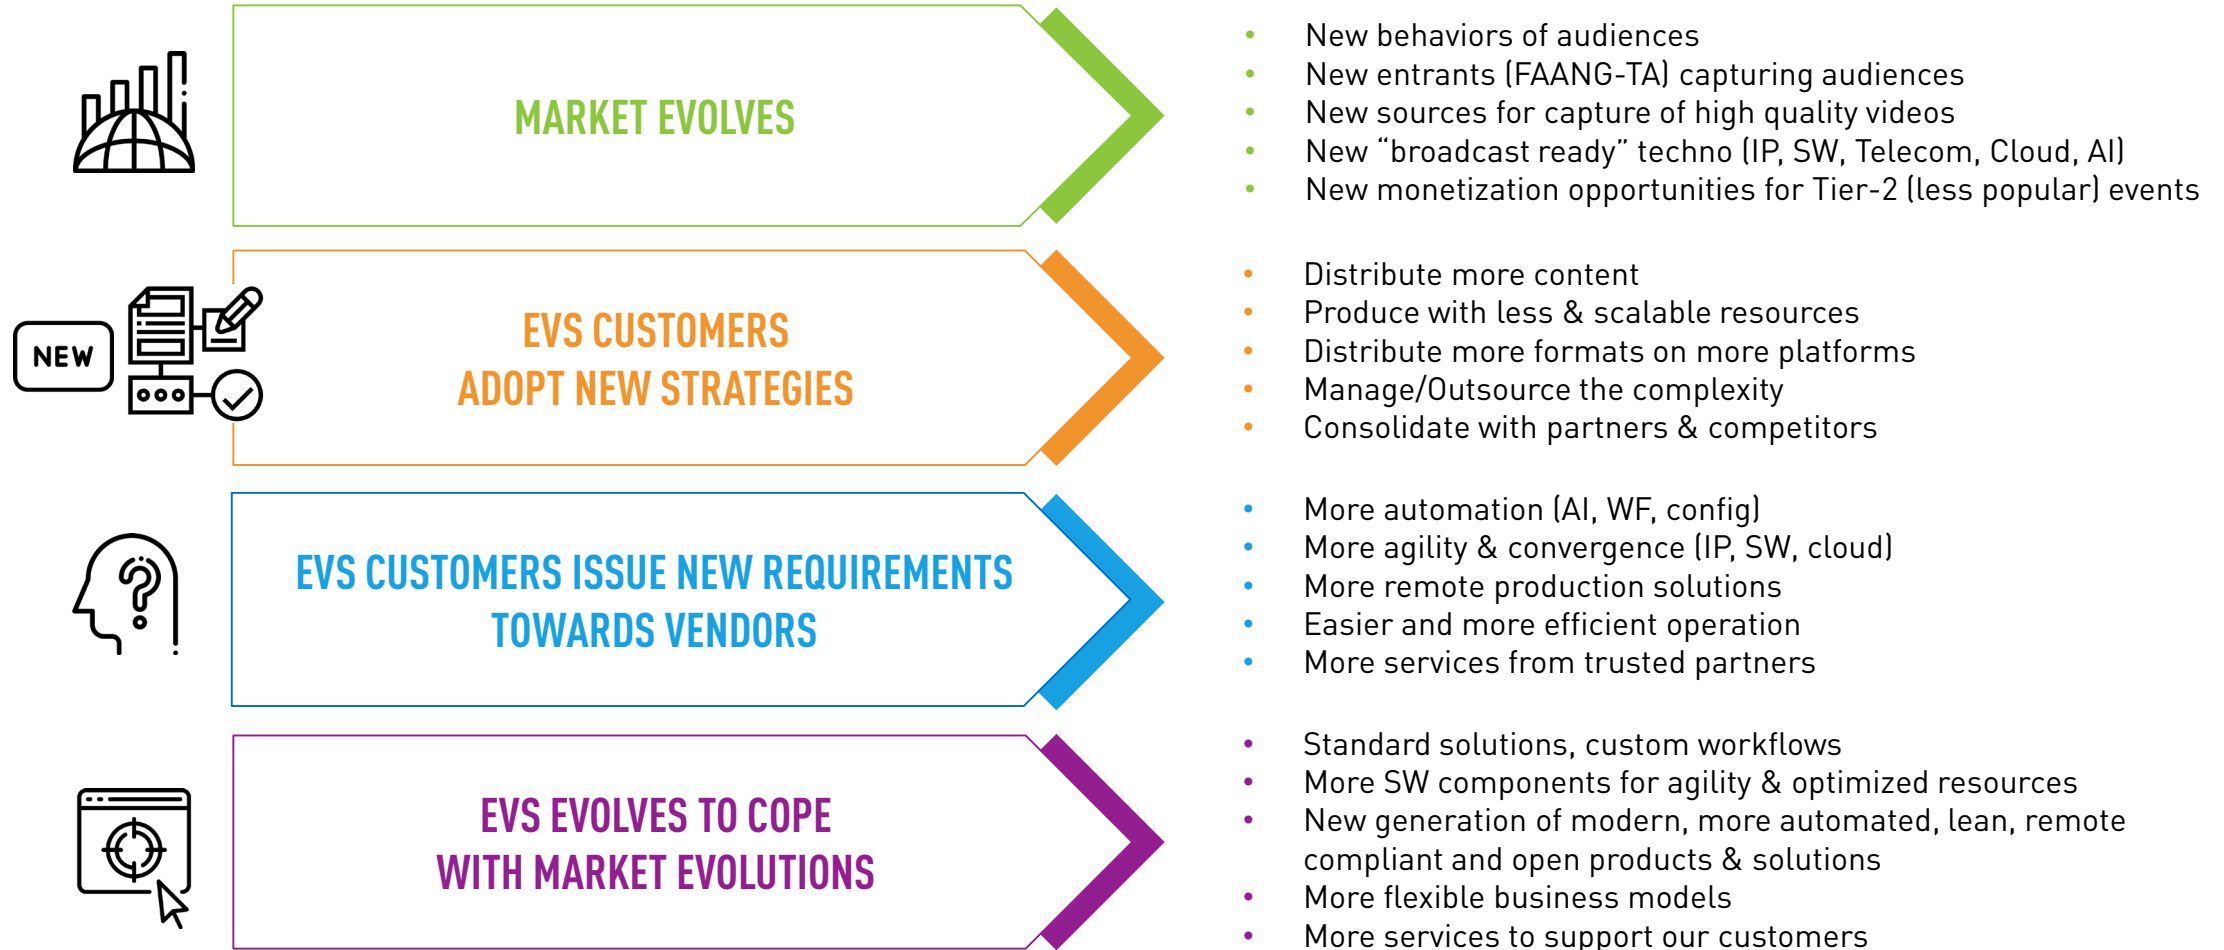 MARKET EVOLVES
• New behaviors of audiences
• New entrants (FAANG-TA) capturing audiences
• New sources for capture of high quality videos
• New “broadcast ready” techno (IP, SW, Telecom, Cloud, AI)
• New monetization opportunities for Tier-2 (less popular) events
NEW
EVS CUSTOMERS
ADOPT NEW STRATEGIES
• Distribute more content
• Produce with less & scalable resources
• Distribute more formats on more platforms
• Manage/Outsource the complexity
• Consolidate with partners & competitors
EVS CUSTOMERS ISSUE NEW REQUIREMENTS
TOWARDS VENDORS
• More automation (AI, WF, config)
• More agility & convergence (IP, SW, cloud)
• More remote production solutions
• Easier and more efficient operation
• More services from trusted partners
EVS EVOLVES TO COPE
WITH MARKET EVOLUTIONS
• Standard solutions, custom workflows
• More SW components for agility & optimized resources
• New generation of modern, more automated, lean, remote
compliant and open products & solutions
• More flexible business models
• More services to support our customers